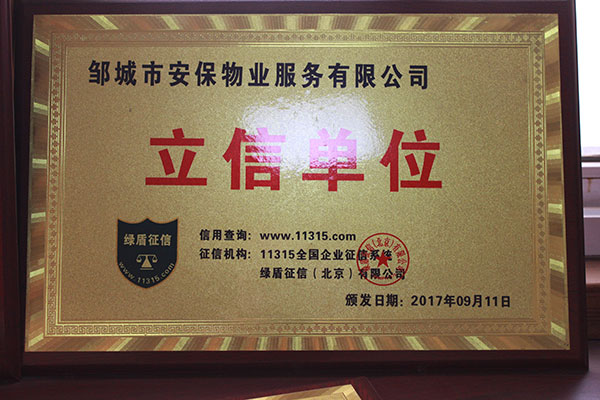 邹城市安保物业服务有限公司
立信单位
绿盾征信
www.11315.com
信用查询：www.11315.com
征信机构：11315全国企业征信系统
绿盾征信（北京）有限公司
颁发日期：2017年09月11日